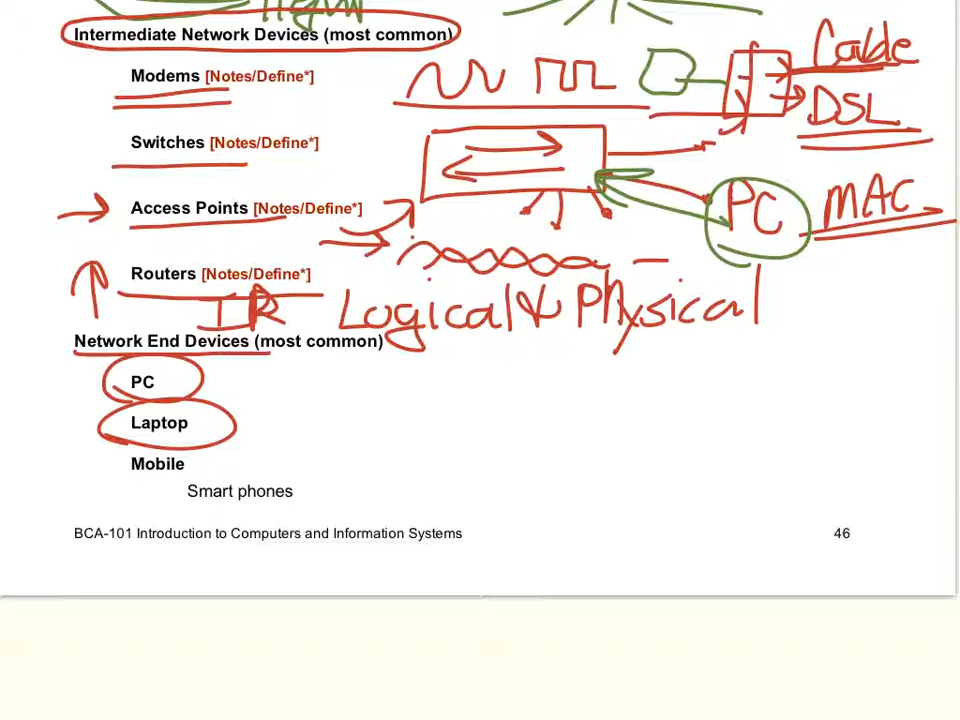 Intermediate Network Devices (most common)
Cable
Modems [Notes/Define*]
DSL
Switches [Notes/Define*]
Access Points [Notes/Define*]
PC MAC
Routers [Notes/Define*]
Logical & Physical
Network End Devices (most common)
PC
Laptop
Mobile
Smart phones
BCA-101 Introduction to Computers and Information Systems 46